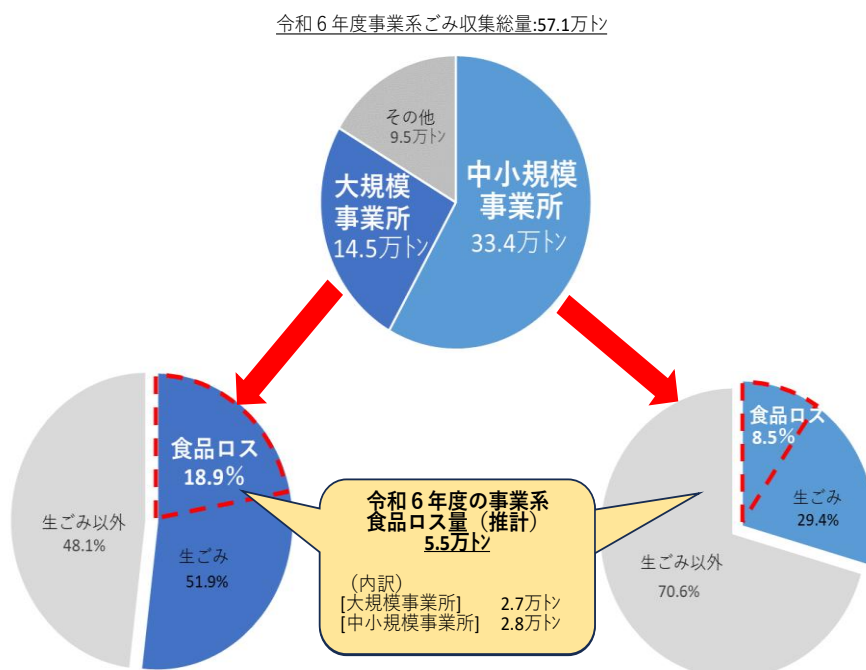 令和６年度事業系ごみ収集総量:57.1万㌧
その他
9.5万㌧
大規模
事業所
14.5万㌧
中小規模
事業所
33.4万㌧
食品ロス
18.9%
生ごみ以外
48.1%
生ごみ
51.9%
令和６年度の事業系
食品ロス量（推計）
5.5万㌧
（内訳）
[大規模事業所] 2.7万㌧
[中小規模事業所] 2.8万㌧
食品ロス
8.5%
生ごみ
29.4%
生ごみ以外
70.6%